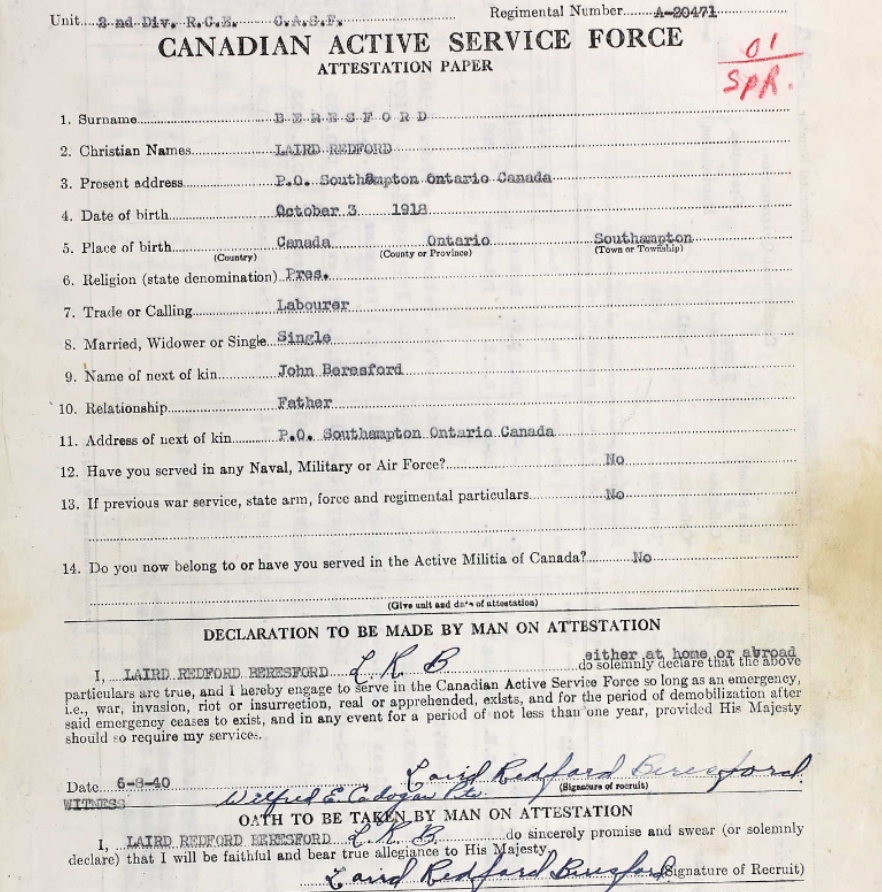 Unit 2 nd Div. R.C.E. C.A.S.F. Regimental Number A-20471
CANADIAN ACTIVE SERVICE FORCE
ATTESTATION PAPER
01
SPR.
1. Surname BERESFORD
2. Christian Names LAIRD REDFORD
3. Present address P.O. Southampton Ontario Canada
4. Date of birth October 3 1918
5. Place of birth Canada Ontario Southampton
(Country) (County or Province) (Town or Township)
6. Religion (state denomination) Pres.
7. Trade or Calling Labourer
8. Married, Widower or Single Single
9. Name of next of kin John Beresford
10. Relationship Father
11. Address of next of kin P.O. Southampton Ontario Canada
12. Have you served in any Naval, Military or Air Force? No
13. If previous war service, state arm, force and regimental particulars No
14. Do you now belong to or have you served in the Active Militia of Canada? No
(Give unit and date of attestation)
DECLARATION TO BE MADE BY MAN ON ATTESTATION
either at home or abroad
I, LAIRD REDFORD BERESFORD L R B do solemnly declare that the above
particulars are true, and I hereby engage to serve in the Canadian Active Service Force so long as an emergency,
i.e., war, invasion, riot or insurrection, real or apprehended, exists, and for the period of demobilization after
said emergency ceases to exist, and in any event for a period of not less than one year, provided His Majesty
should so require my services.
Laird Redford Beresford
Date 6-8-40 (Signature of recruit)
WITNESS Wilfred E. Cadogan Pte.
OATH TO BE TAKEN BY MAN ON ATTESTATION
I, LAIRD REDFORD BERESFORD L R B do sincerely promise and swear (or solemnly
declare) that I will be faithful and bear true allegiance to His Majesty.
Laird Redford Beresford (Signature of Recruit)